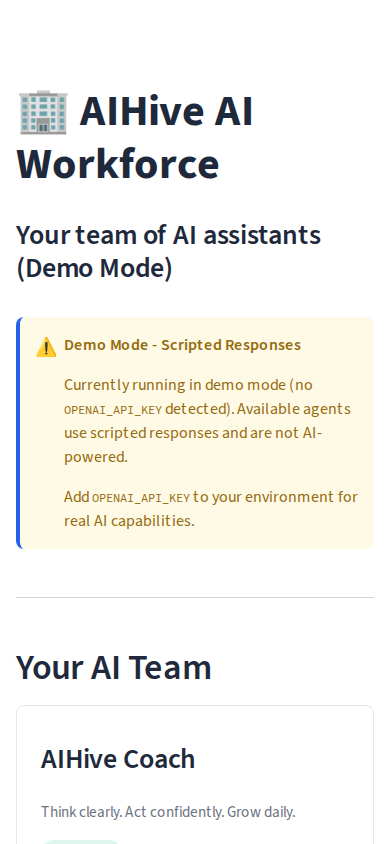 🏢 AIHive AI
Workforce
Your team of AI assistants
(Demo Mode)
⚠️ Demo Mode - Scripted Responses
Currently running in demo mode (no
OPENAI_API_KEY detected). Available agents
use scripted responses and are not AI-
powered.
Add OPENAI_API_KEY to your environment for
real AI capabilities.
Your AI Team
AIHive Coach
Think clearly. Act confidently. Grow daily.